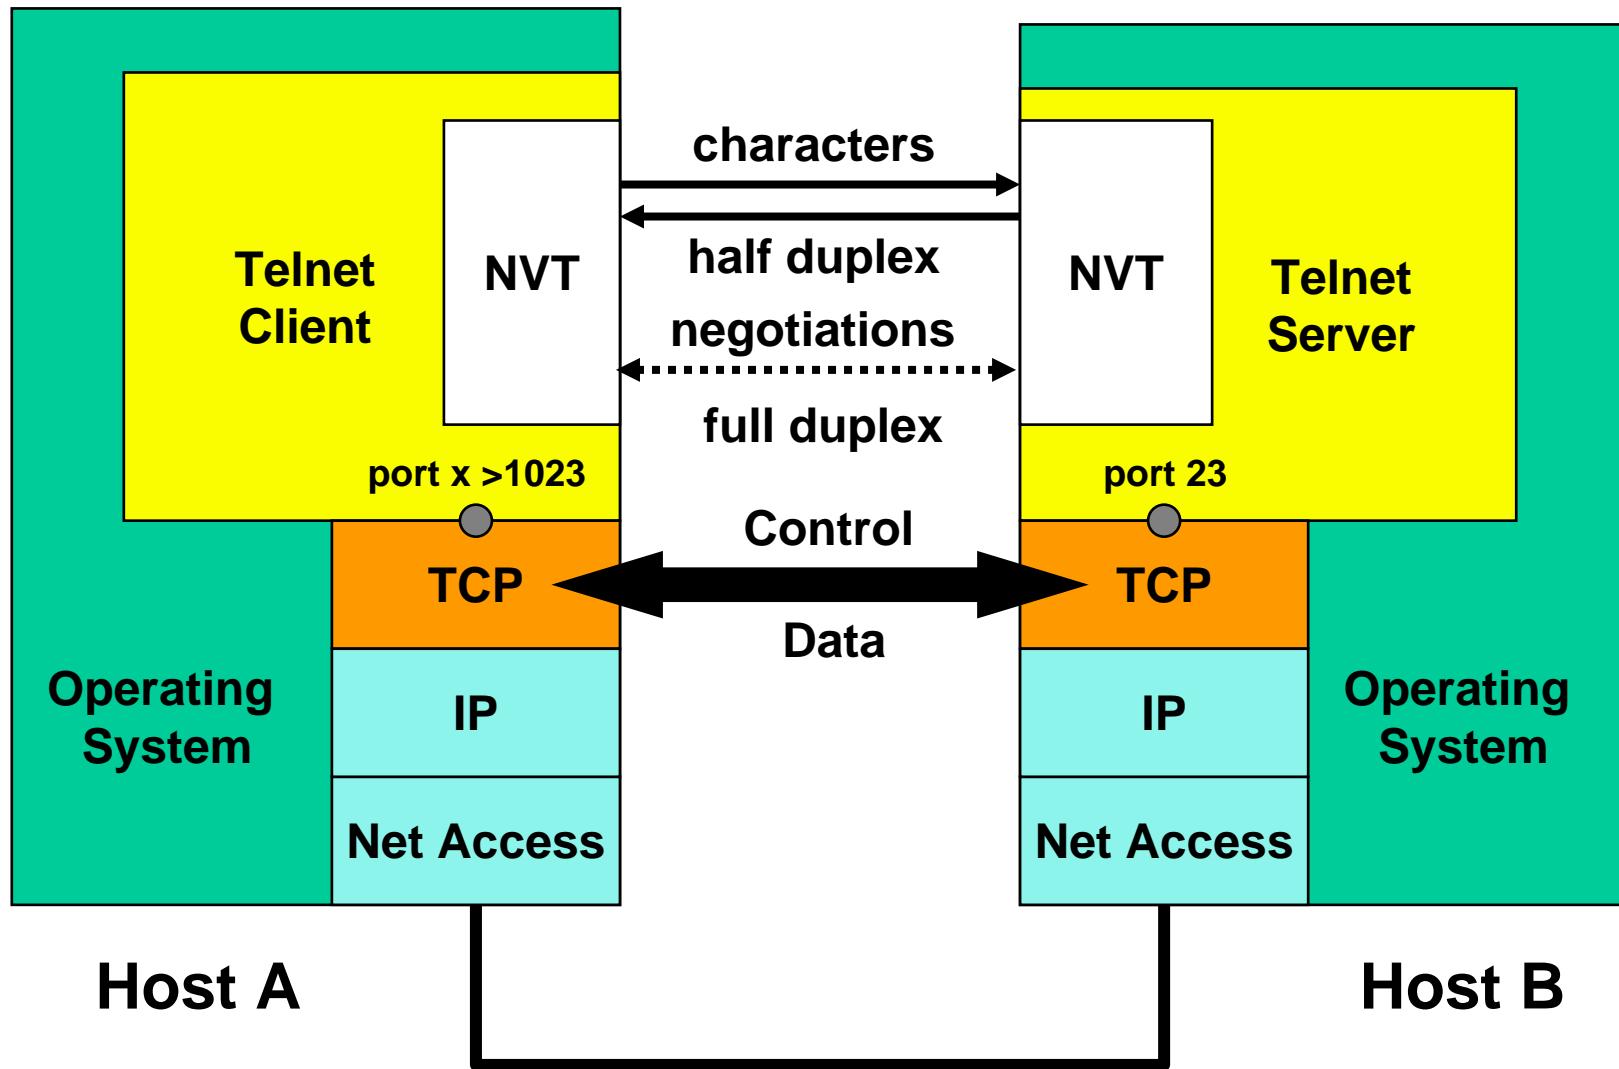 characters
Telnet
Client
NVT
half duplex
NVT
Telnet
Server
negotiations
full duplex
port x >1023
port 23
Control
TCP
TCP
Data
Operating
System
IP
IP
Operating
System
Net Access
Net Access
Host A
Host B